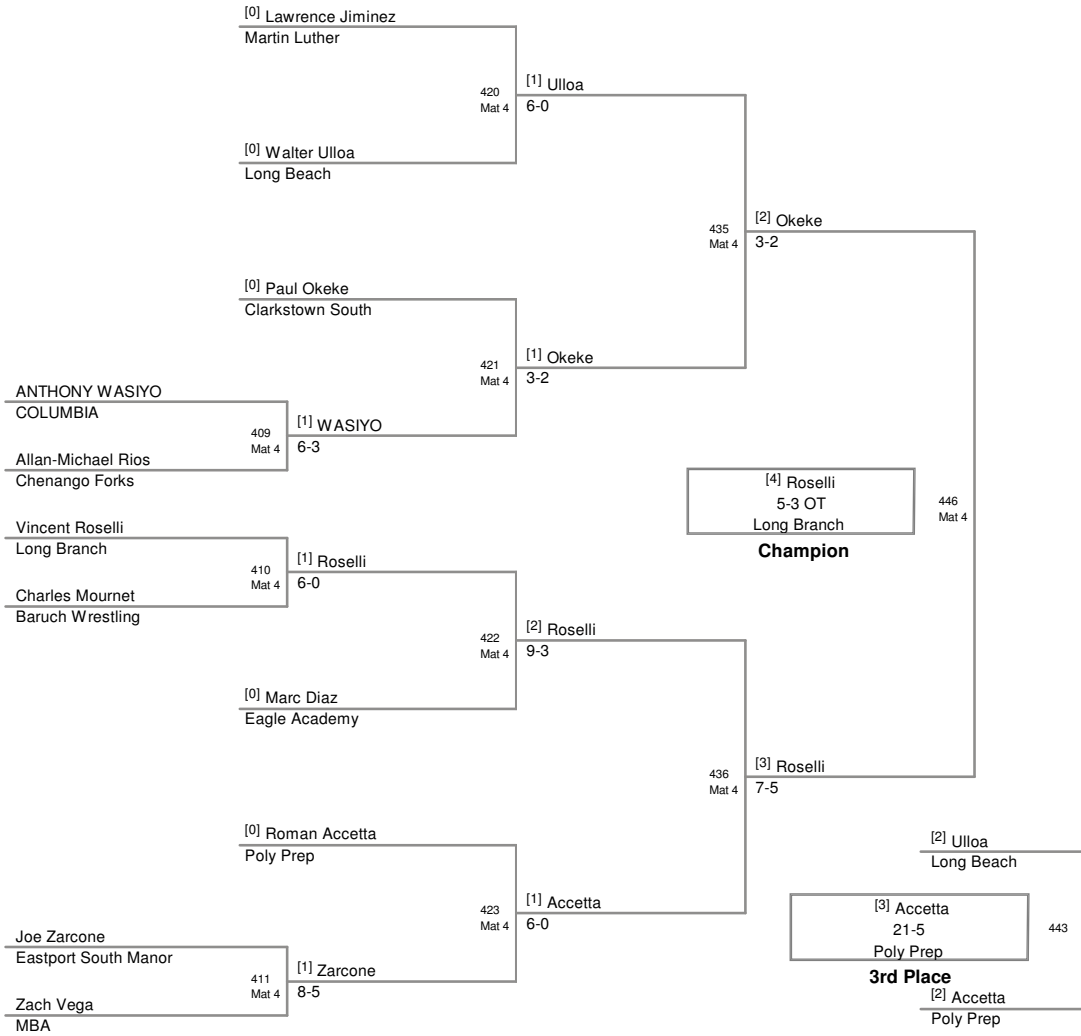 [0] Lawrence Jiminez
Martin Luther
420
Mat 4
[1] Ulloa
6-0
[0] Walter Ulloa
Long Beach
435
Mat 4
[2] Okeke
3-2
[0] Paul Okeke
Clarkstown South
421
Mat 4
[1] Okeke
3-2
ANTHONY WASIYO
COLUMBIA
409
Mat 4
[1] WASIYO
6-3
Allan-Michael Rios
Chenango Forks
[4] Roselli
5-3 OT
Long Branch
Champion
446
Mat 4
Vincent Roselli
Long Branch
410
Mat 4
[1] Roselli
6-0
Charles Mournet
Baruch Wrestling
422
Mat 4
[2] Roselli
9-3
[0] Marc Diaz
Eagle Academy
436
Mat 4
[3] Roselli
7-5
[0] Roman Accetta
Poly Prep
423
Mat 4
[1] Accetta
6-0
Joe Zarcone
Eastport South Manor
411
Mat 4
[1] Zarcone
8-5
Zach Vega
MBA
[2] Ulloa
Long Beach
[3] Accetta
21-5
Poly Prep
443
3rd Place
[2] Accetta
Poly Prep